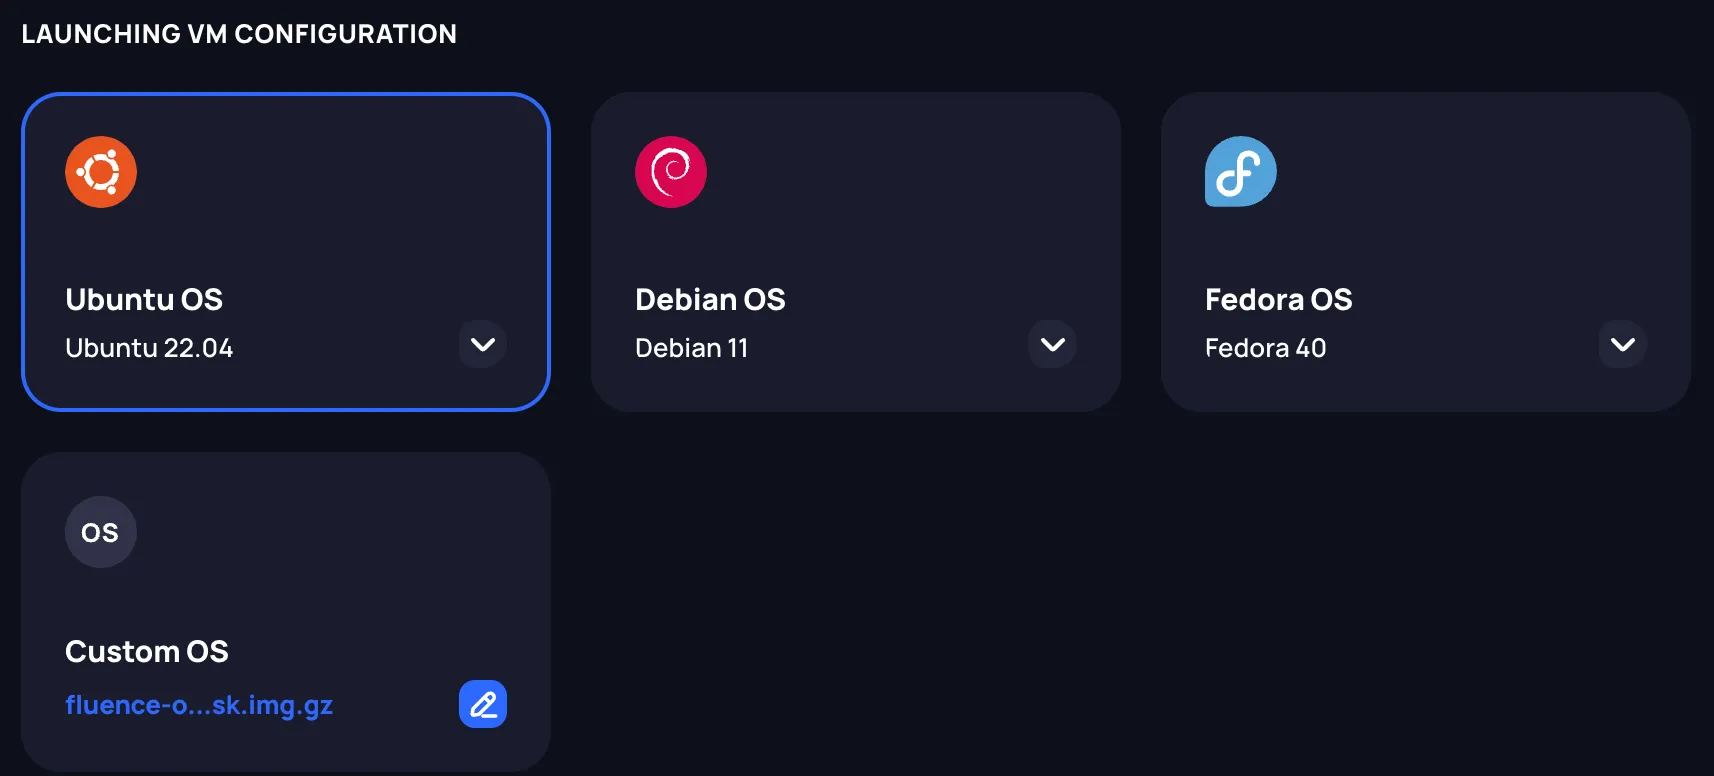 LAUNCHING VM CONFIGURATION
Ubuntu OS
Ubuntu 22.04
Debian OS
Debian 11
Fedora OS
Fedora 40
OS
Custom OS
fluence-o...sk.img.gz